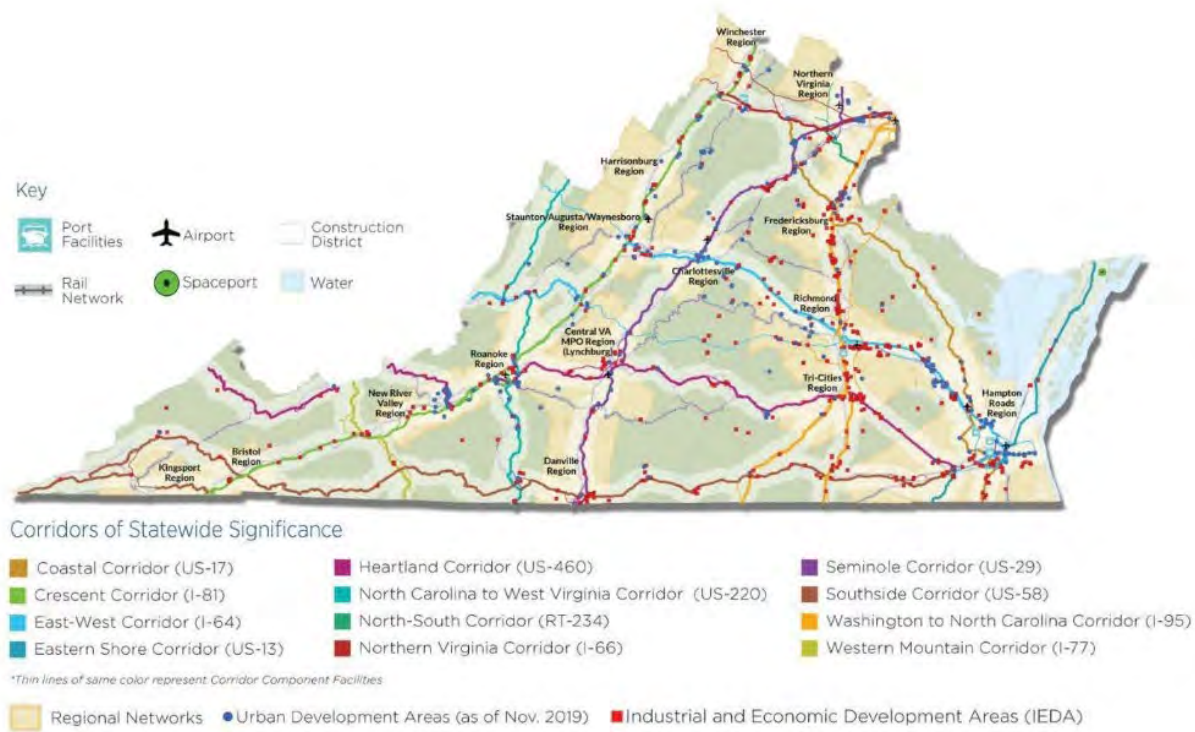 Winchester
Region
Northern
Virginia
Region
Harrisonburg
Region
Key
Staunton/Augusta/Waynesboro
Region
Fredericksburg
Region
Port
Facilities
Airport
Construction
District
Charlottesville
Region
Rail
Network
Spaceport
Water
Richmond
Region
Central VA
MPO Region
(Lynchburg)
Roanoke
Region
Tri-Cities
Region
New River
Valley
Region
Hampton
Roads
Region
Bristol
Region
Kingsport
Region
Danville
Region
Corridors of Statewide Significance
Coastal Corridor (US-17)
Crescent Corridor (I-81)
East-West Corridor (I-64)
Eastern Shore Corridor (US-13)
Heartland Corridor (US-460)
North Carolina to West Virginia Corridor (US-220)
North-South Corridor (RT-234)
Northern Virginia Corridor (I-66)
Seminole Corridor (US-29)
Southside Corridor (US-58)
Washington to North Carolina Corridor (I-95)
Western Mountain Corridor (I-77)
*Thin lines of same color represent Corridor Component Facilities
Regional Networks
Urban Development Areas (as of Nov. 2019)
Industrial and Economic Development Areas (IEDA)